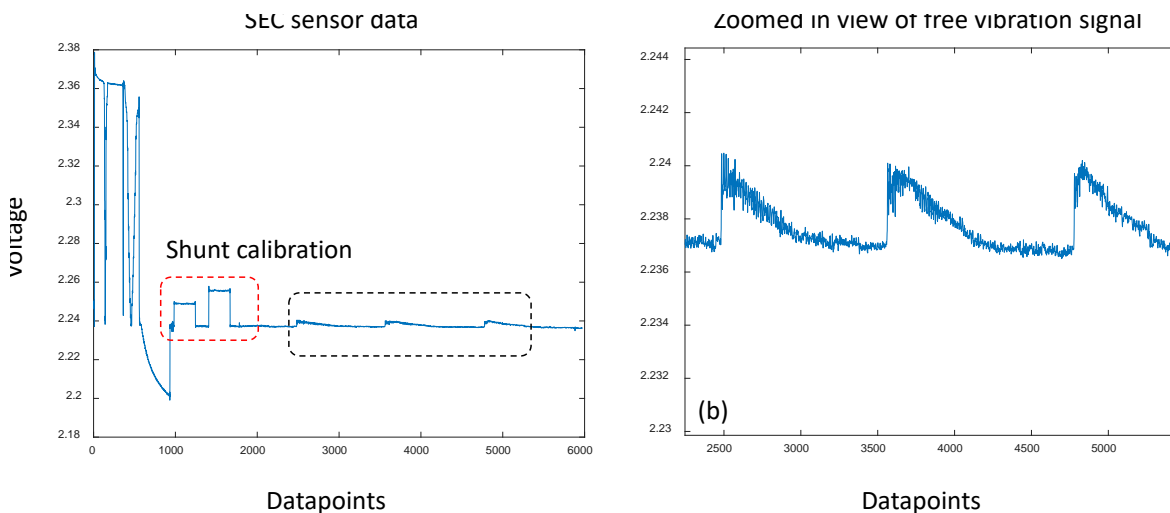 SEC sensor data
Zoomed in view of free vibration signal
2.38
2.36
2.34
2.32
2.3
2.28
2.26
2.24
2.22
2.2
2.18
Voltage
Shunt calibration
0 1000 2000 3000 4000 5000 6000
Datapoints
2.244
2.242
2.24
2.238
2.236
2.234
2.232
2.23
(b)
2500 3000 3500 4000 4500 5000
Datapoints